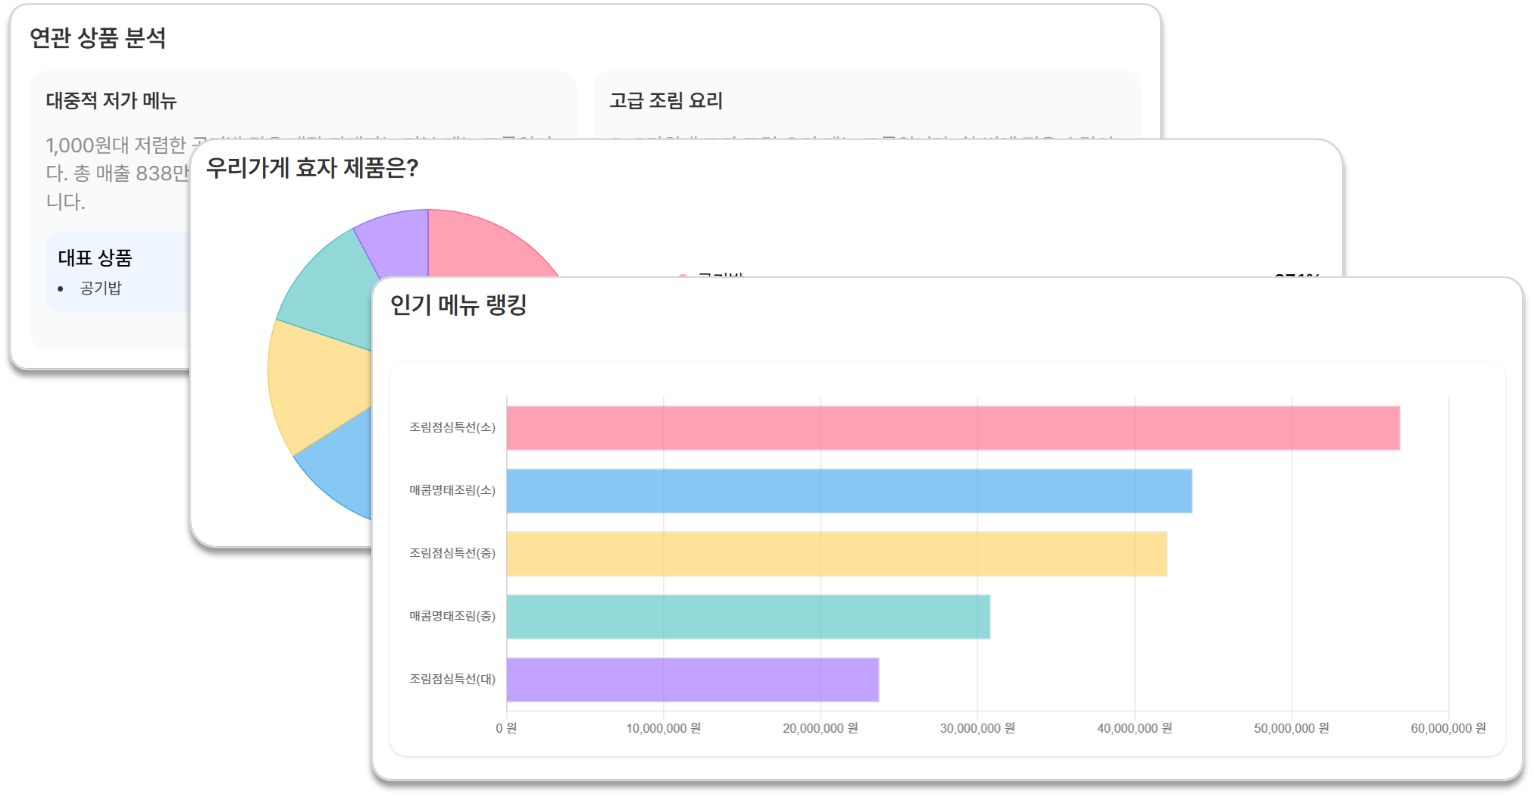 연관 상품 분석
대중적 저가 메뉴
고급 조림 요리
1,000원대 저렴한
다. 총 매출 838만
니다.
대표 상품
• 공기밥
우리가게 효자 제품은?
공기밥
인기 메뉴 랭킹
조림점심특선(소)
매콤명태조림(소)
조림점심특선(중)
매콤명태조림(중)
조림점심특선(대)
0 원
10,000,000 원
20,000,000 원
30,000,000 원
40,000,000 원
50,000,000 원
60,000,000 원